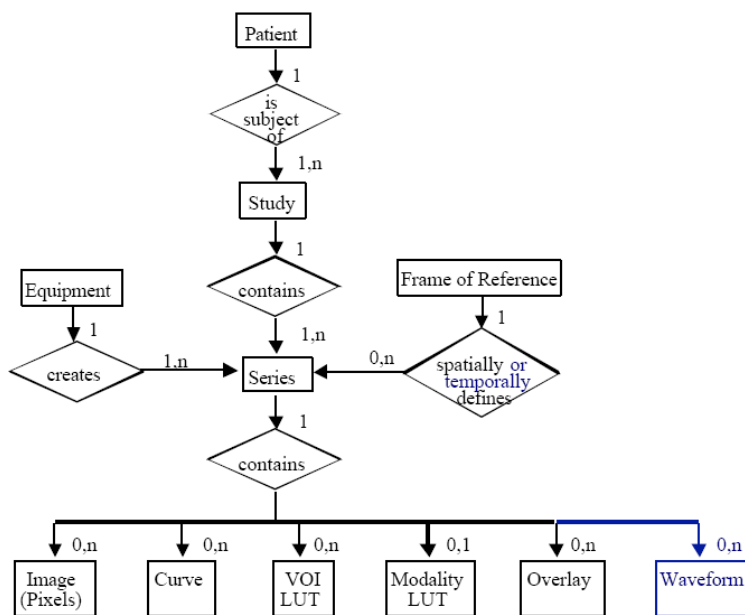 Patient
1
is
subject
of
1,n
Study
1
contains
Frame of Reference
Equipment
1
1
1,n
creates
1,n
Series
0,n
spatially or
temporally
defines
1
contains
0,n
0,n
0,n
0,1
0,n
0,n
Image
(Pixels)
Curve
VOI
LUT
Modality
LUT
Overlay
Waveform